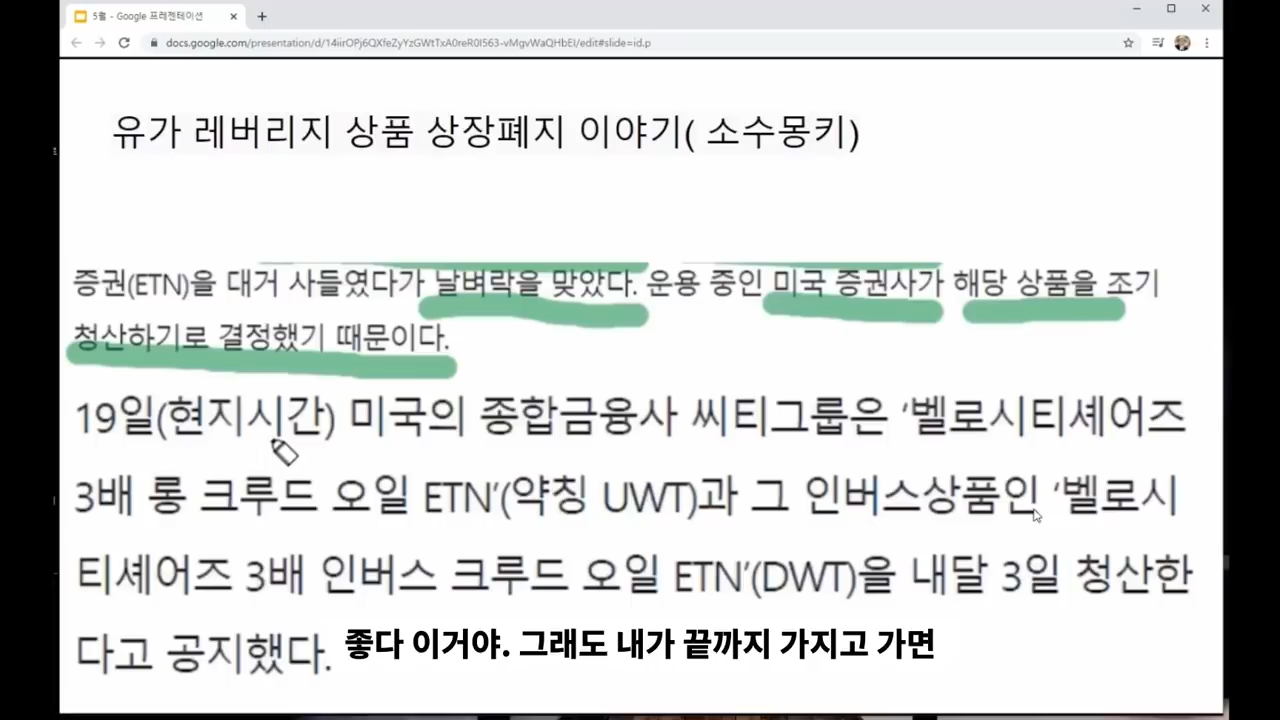 5월 - Google 프레젠테이션
docs.google.com/presentation/d/14iirOPj6QXfeZyYzGWtTxA0reR0I563-vMgvWaQHbEI/edit#slide=id.p
유가 레버리지 상품 상장폐지 이야기( 소수몽키)
증권(ETN)을 대거 사들였다가 날벼락을 맞았다. 운용 중인 미국 증권사가 해당 상품을 조기
청산하기로 결정했기 때문이다.
19일(현지시간) 미국의 종합금융사 씨티그룹은 ‘벨로시티셰어즈
3배 롱 크루드 오일 ETN’(약칭 UWT)과 그 인버스상품인 ‘벨로시
티셰어즈 3배 인버스 크루드 오일 ETN’(DWT)을 내달 3일 청산한
다고 공지했다.
좋다 이거야. 그래도 내가 끝까지 가지고 가면